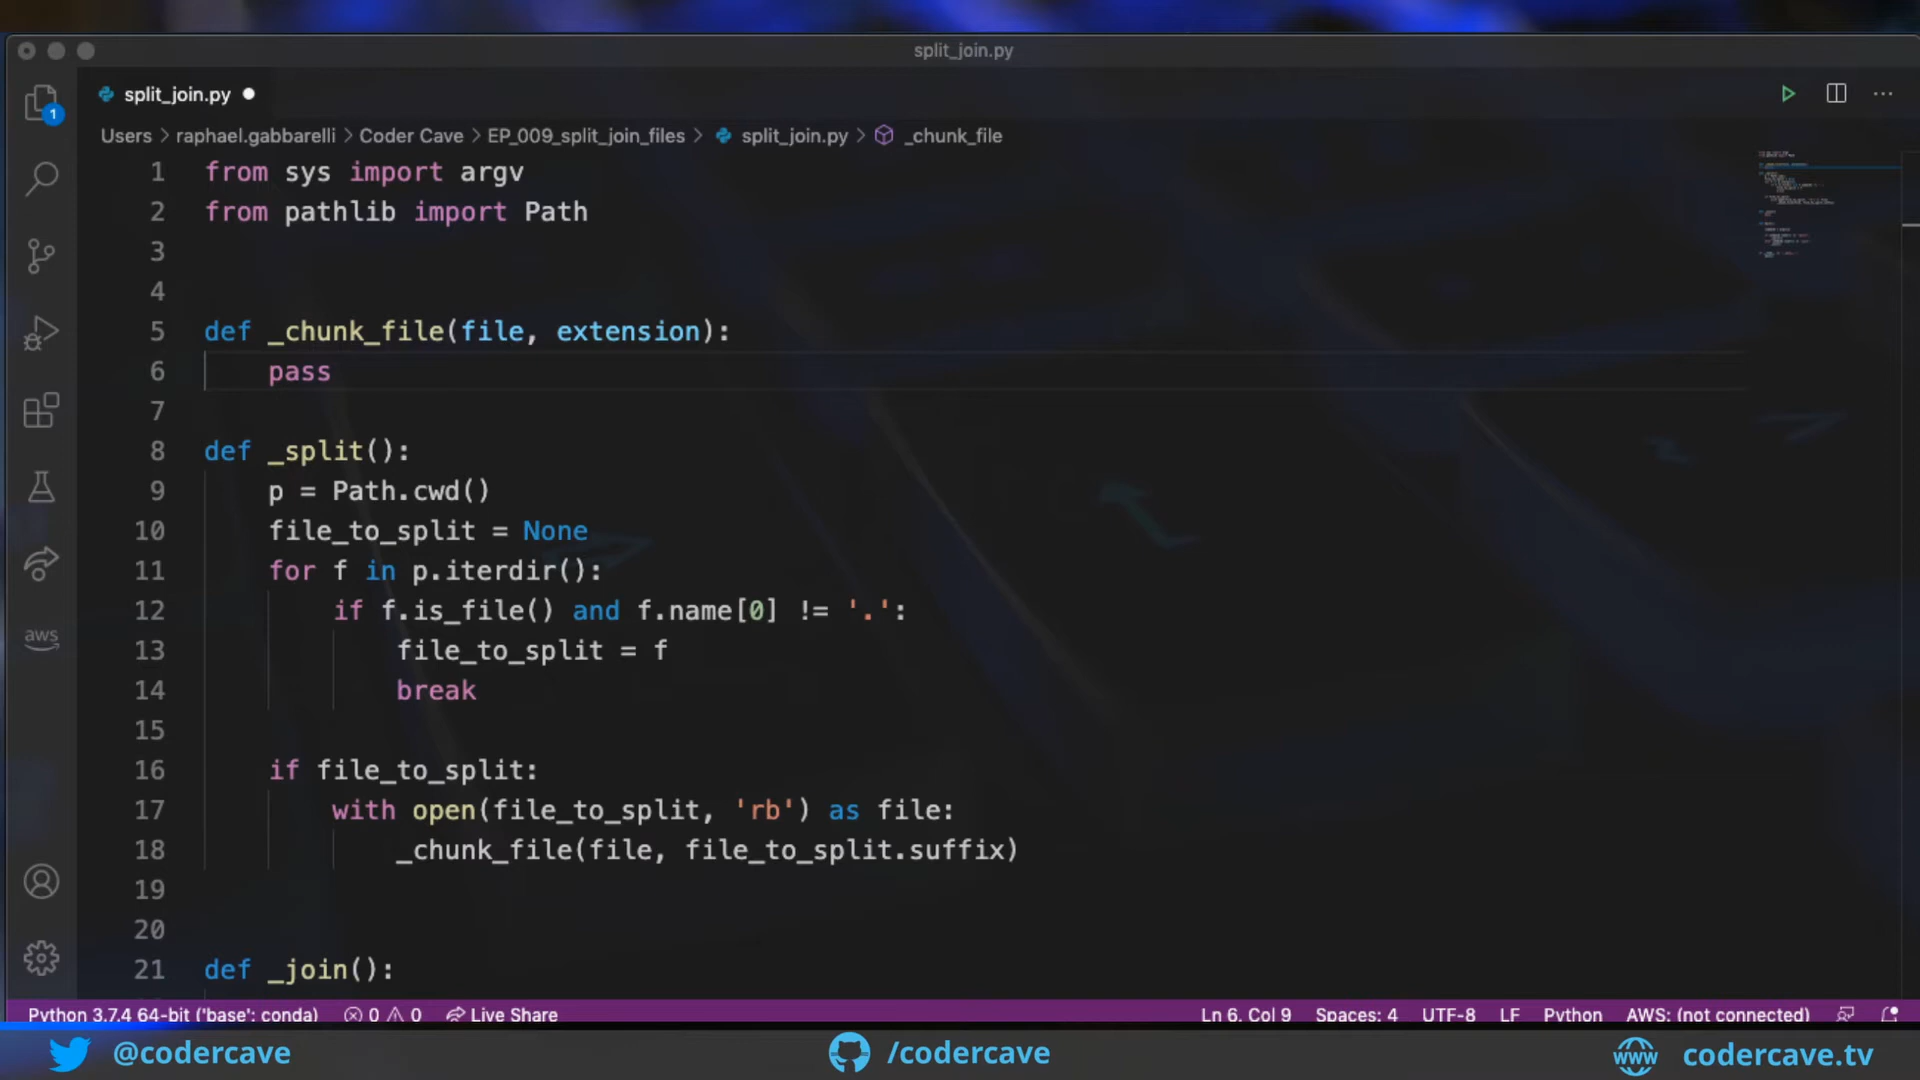 split_join.py
split_join.py
1
Users > raphael.gabbarelli > Coder Cave > EP_009_split_join_files > split_join.py > _chunk_file
1 from sys import argv
2 from pathlib import Path
3
4
5 def _chunk_file(file, extension):
6     pass
7
8 def _split():
9     p = Path.cwd()
10     file_to_split = None
11     for f in p.iterdir():
12         if f.is_file() and f.name[0] != '.':
13             file_to_split = f
14             break
15
16     if file_to_split:
17         with open(file_to_split, 'rb') as file:
18             _chunk_file(file, file_to_split.suffix)
19
20
21 def _join():
aws
Python 3.7.4 64-bit ('base': conda) 0 0 Live Share Ln 6, Col 9 Spaces: 4 UTF-8 LF Python AWS: (not connected)
@codercave /codercave www codercave.tv